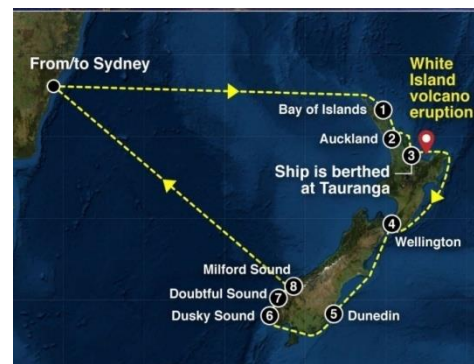 From/to Sydney
White
Island
volcano
eruption
1
Bay of Islands
Auckland
2
3
Ship is berthed
at Tauranga
4
Wellington
Milford Sound
8
Doubtful Sound
7
Dusky Sound
6
5
Dunedin